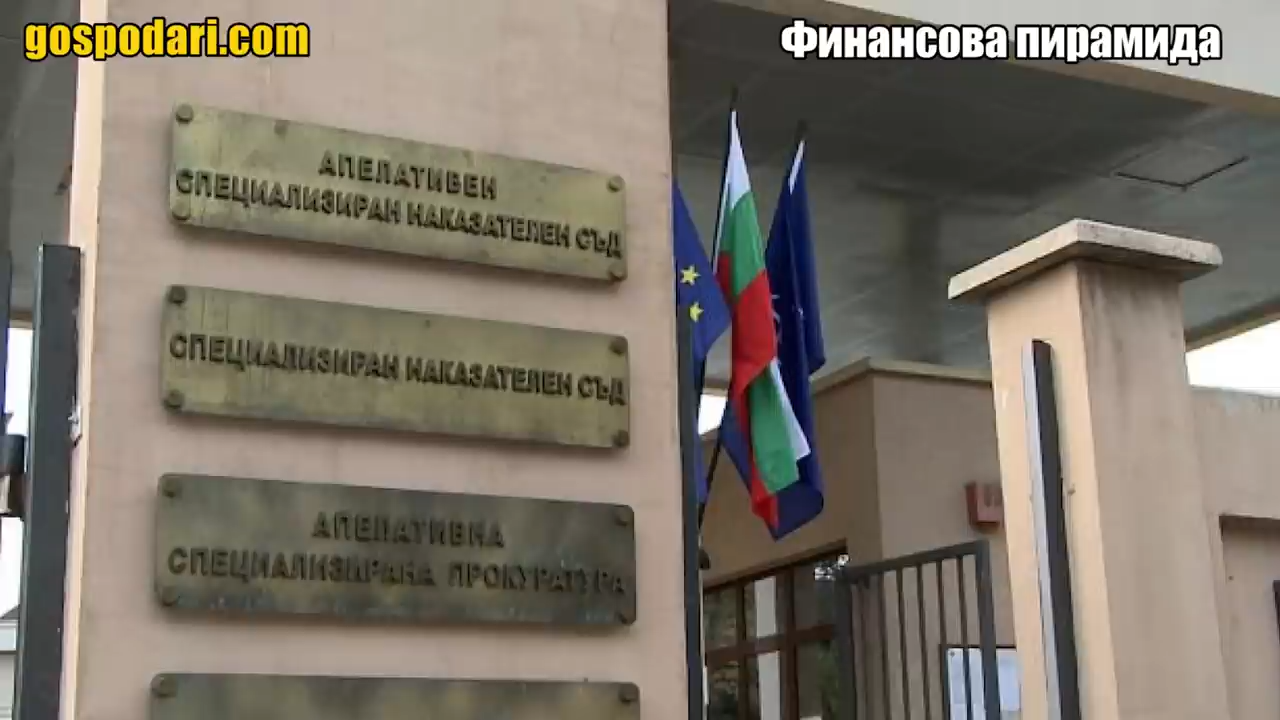 gospodari.com
Финансова пирамида
АПЕЛАТИВЕН
СПЕЦИАЛИЗИРАН НАКАЗАТЕЛЕН СЪД
СПЕЦИАЛИЗИРАН НАКАЗАТЕЛЕН СЪД
АПЕЛАТИВНА
СПЕЦИАЛИЗИРАНА ПРОКУРАТУРА